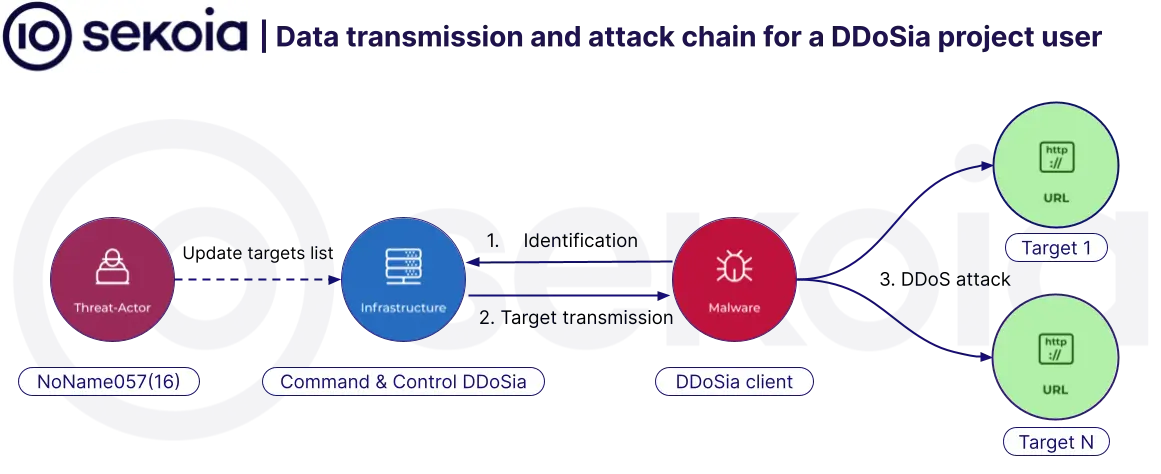 IO sekoia | Data transmission and attack chain for a DDoSia project user
http
://
URL
Target 1
Update targets list
1. Identification
3. DDoS attack
Threat-Actor
Infrastructure
Malware
2. Target transmission
http
://
URL
NoName057(16)
Command & Control DDoSia
DDoSia client
Target N
sekoia